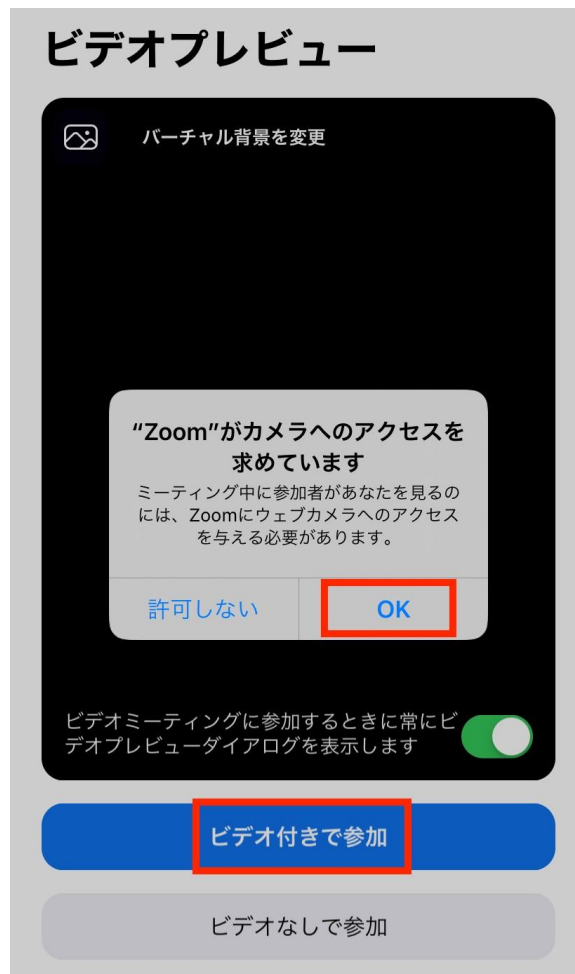 ビデオプレビュー
バーチャル背景を変更
“Zoom”がカメラへのアクセスを
求めています
ミーティング中に参加者があなたを見るの
には、Zoomにウェブカメラへのアクセス
を与える必要があります。
許可しない
OK
ビデオミーティングに参加するときに常にビ
デオプレビューダイアログを表示します
ビデオ付きで参加
ビデオなしで参加